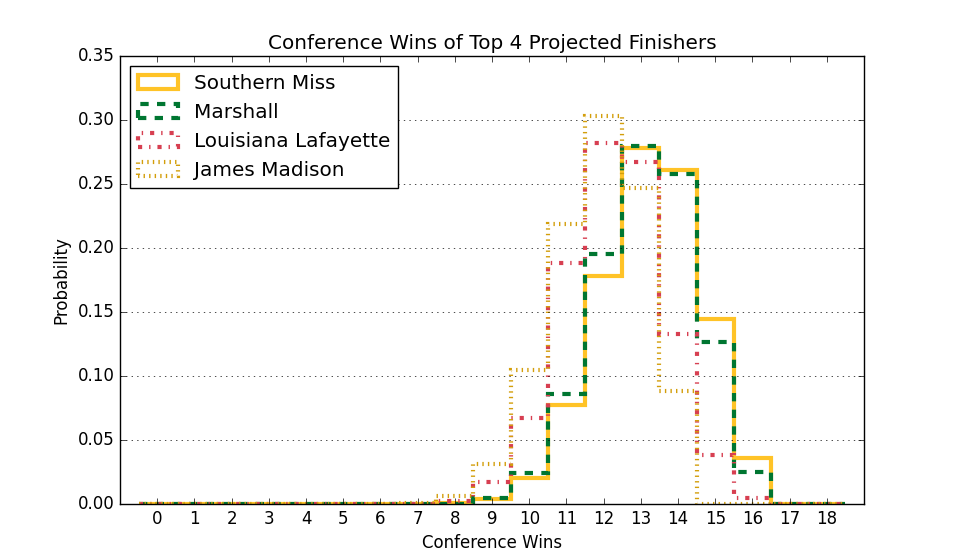 Conference Wins of Top 4 Projected Finishers
0.35
0.30
0.25
0.20
0.15
0.10
0.05
0.00
Probability
Southern Miss
Marshall
Louisiana Lafayette
James Madison
0 1 2 3 4 5 6 7 8 9 10 11 12 13 14 15 16 17 18
Conference Wins